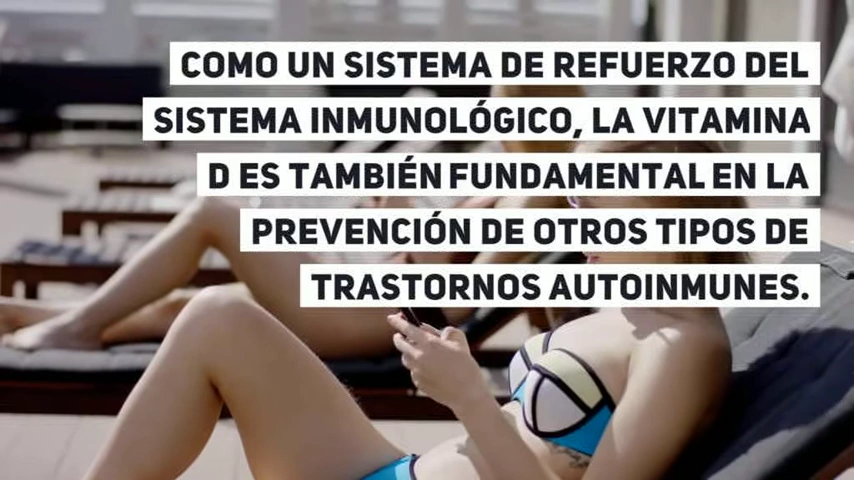 COMO UN SISTEMA DE REFUERZO DEL
SISTEMA INMUNOLÓGICO, LA VITAMINA
D ES TAMBIÉN FUNDAMENTAL EN LA
PREVENCIÓN DE OTROS TIPOS DE
TRASTORNOS AUTOINMUNES.